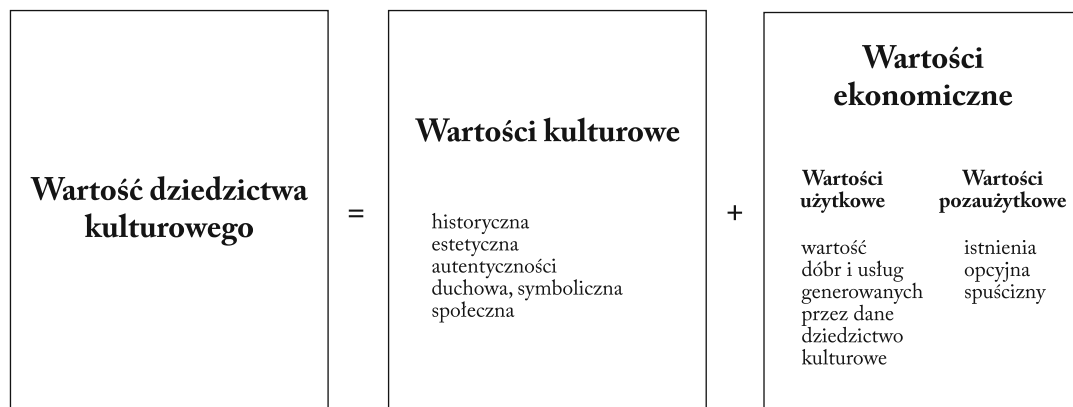 Wartość dziedzictwa
kulturowego
=
Wartości kulturowe
historyczna
estetyczna
autentyczności
duchowa, symboliczna
społeczna
+
Wartości
ekonomiczne
Wartości
użytkowe
wartość
dóbr i usług
generowanych
przez dane
dziedzictwo
kulturowe
Wartości
pozaużytkowe
istnienia
opcyjna
spuścizny